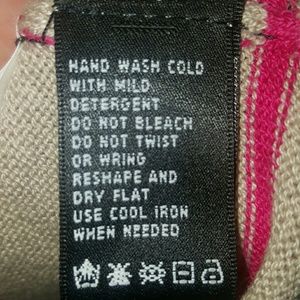 HAND WASH COLD
WITH MILD
DETERGENT
DO NOT BLEACH
DO NOT TWIST
OR WRING
RESHAPE AND
DRY FLAT
USE COOL IRON
WHEN NEEDED